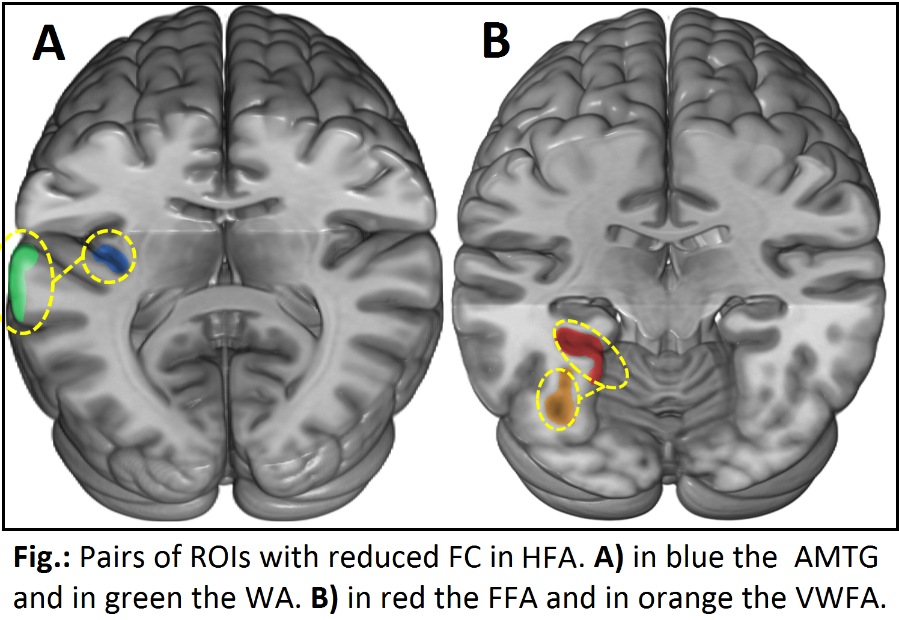 A
B
Fig.: Pairs of ROIs with reduced FC in HFA. A) in blue the AMTG
and in green the WA. B) in red the FFA and in orange the VWFA.